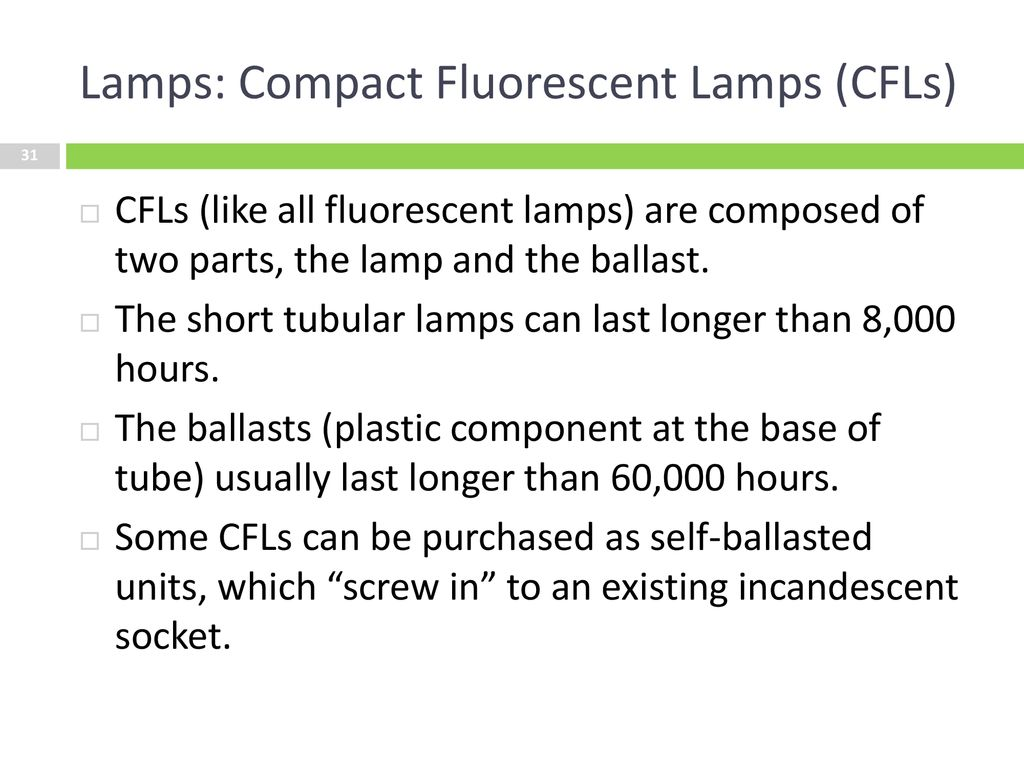 Lamps: Compact Fluorescent Lamps (CFLs)
31
CFLs (like all fluorescent lamps) are composed of
two parts, the lamp and the ballast.
The short tubular lamps can last longer than 8,000
hours.
The ballasts (plastic component at the base of
tube) usually last longer than 60,000 hours.
Some CFLs can be purchased as self-ballasted
units, which “screw in” to an existing incandescent
socket.